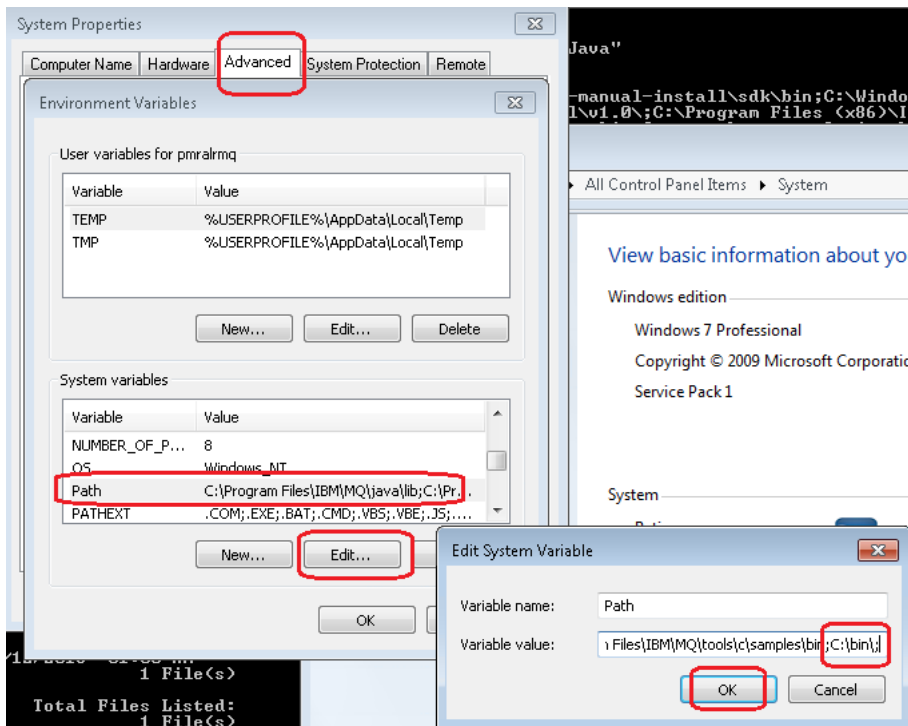 System Properties
Computer Name Hardware Advanced System Protection Remote
Environment Variables
User variables for pmralrmq
Variable Value
TEMP %USERPROFILE%\AppData\Local\Temp
TMP %USERPROFILE%\AppData\Local\Temp
New... Edit... Delete
System variables
Variable Value
NUMBER_OF_P... 8
OS Windows_NT
Path C:\Program Files\IBM\MQ\java\lib;C:\Pr...
PATHEXT .COM;.EXE;.BAT;.CMD;.VBS;.VBE;.JS;....
New... Edit...
OK
Java"
-manual-install\sdk\bin;C:\Windo
l\v1.0\;C:\Program Files (x86)\I
All Control Panel Items System
View basic information about yo
Windows edition
Windows 7 Professional
Copyright © 2009 Microsoft Corporatio
Service Pack 1
System
Edit System Variable
Variable name: Path
Variable value: Files\IBM\MQ\tools\c\samples\bin;C:\bin\;
OK Cancel
1 File(s)
Total Files Listed:
1 File(s)